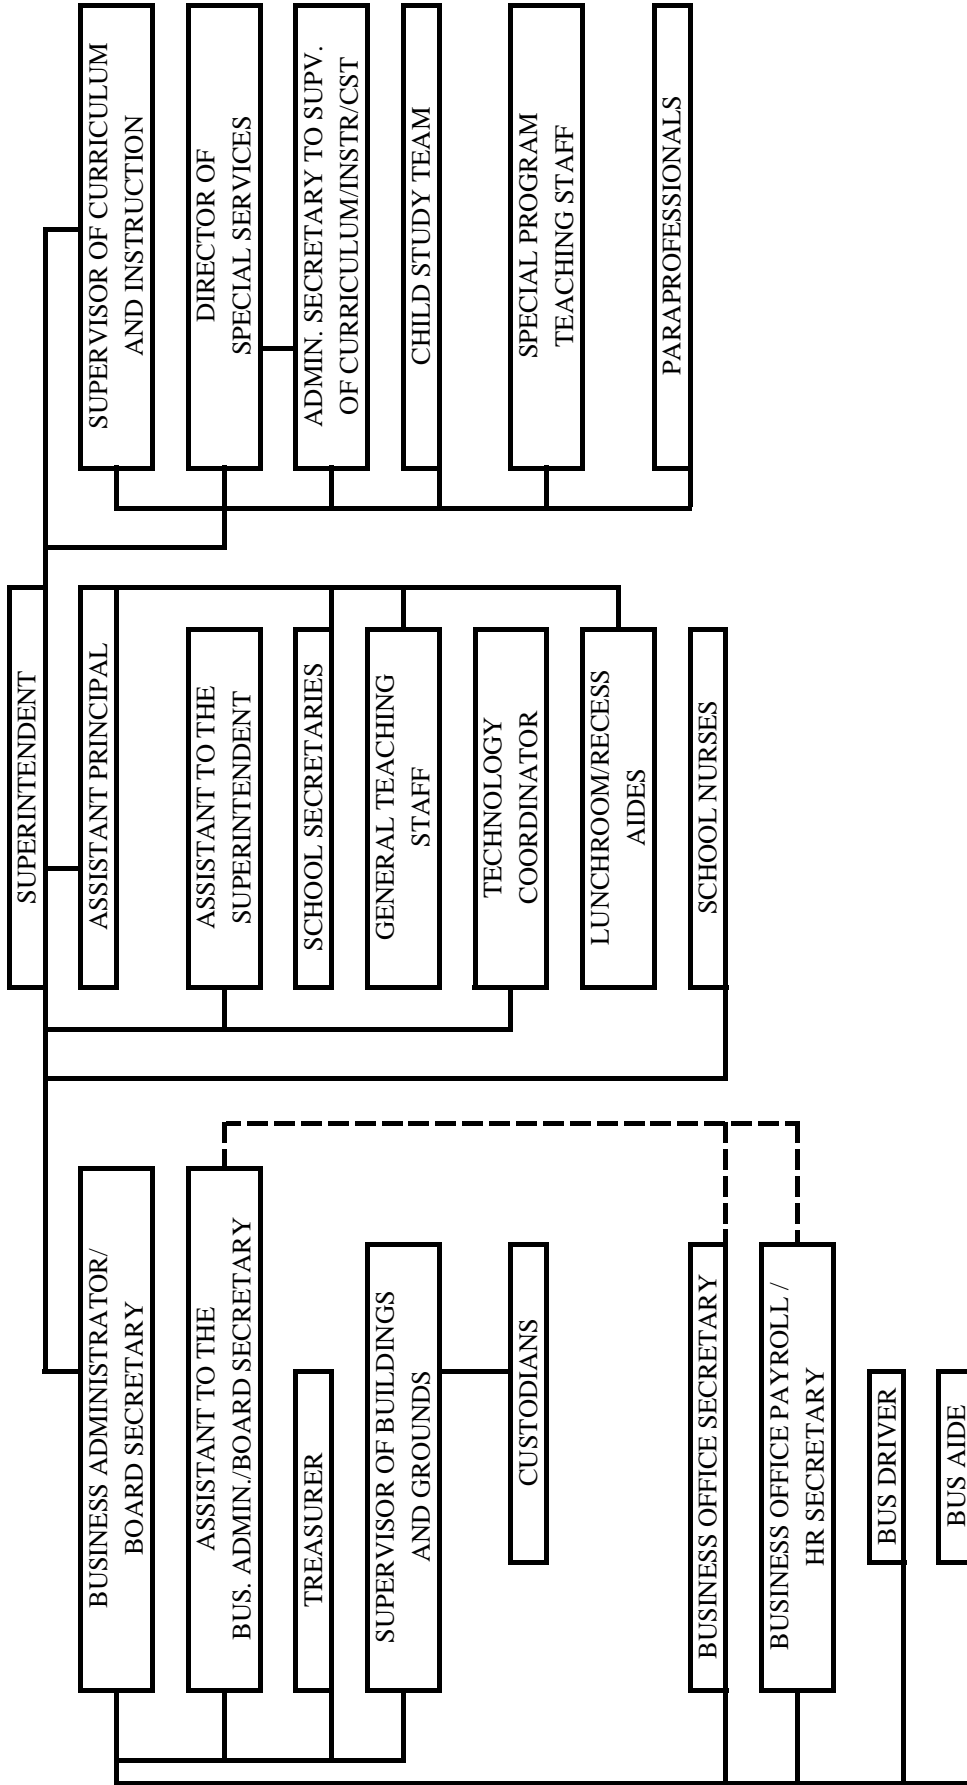 SUPERINTENDENT
BUSINESS ADMINISTRATOR/
BOARD SECRETARY
ASSISTANT TO THE
BUS. ADMIN./BOARD SECRETARY
TREASURER
SUPERVISOR OF BUILDINGS
AND GROUNDS
CUSTODIANS
BUSINESS OFFICE SECRETARY
BUSINESS OFFICE PAYROLL /
HR SECRETARY
BUS DRIVER
BUS AIDE
ASSISTANT PRINCIPAL
ASSISTANT TO THE
SUPERINTENDENT
SCHOOL SECRETARIES
GENERAL TEACHING
STAFF
TECHNOLOGY
COORDINATOR
LUNCHROOM/RECESS
AIDES
SCHOOL NURSES
SUPERVISOR OF CURRICULUM
AND INSTRUCTION
DIRECTOR OF
SPECIAL SERVICES
ADMIN. SECRETARY TO SUPV.
OF CURRICULUM/INSTR/CST
CHILD STUDY TEAM
SPECIAL PROGRAM
TEACHING STAFF
PARAPROFESSIONALS